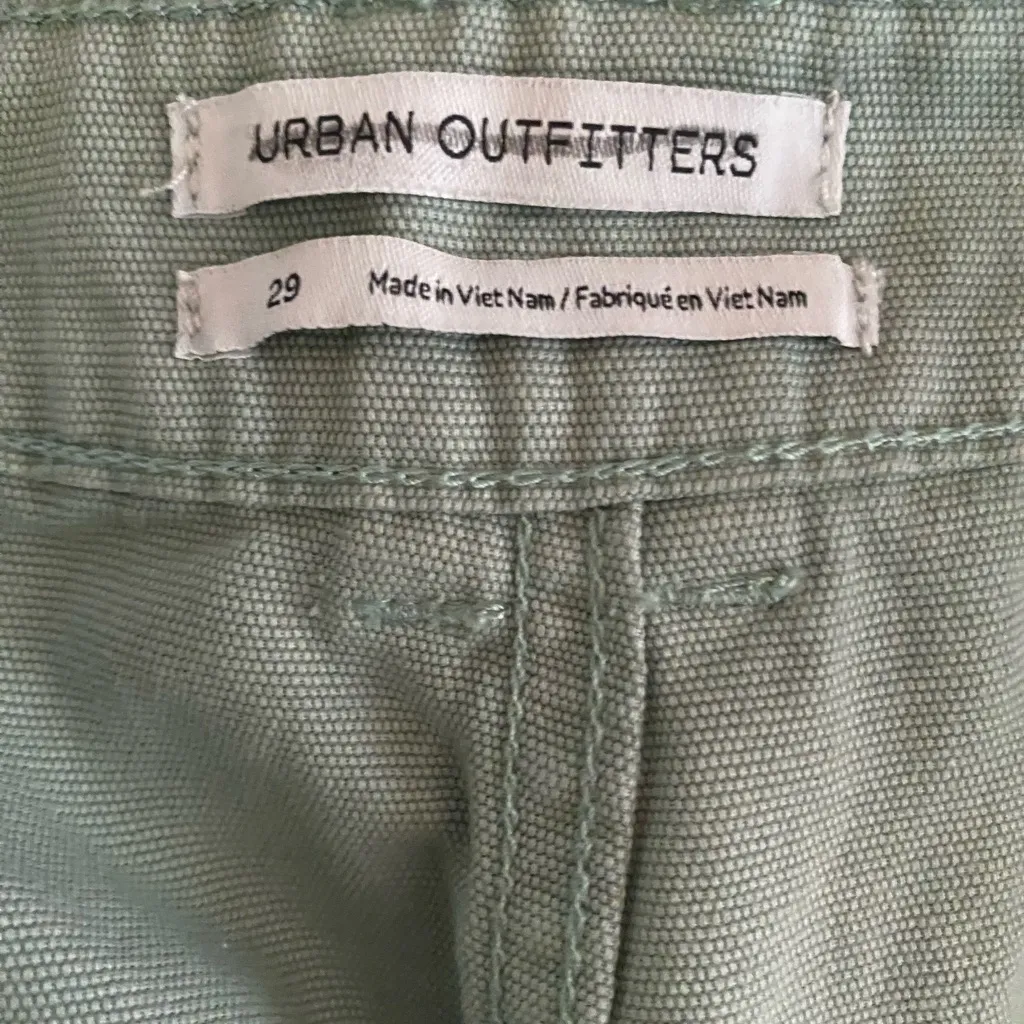 URBAN OUTFITTERS
29 Made in Viet Nam / Fabriqué en Viet Nam